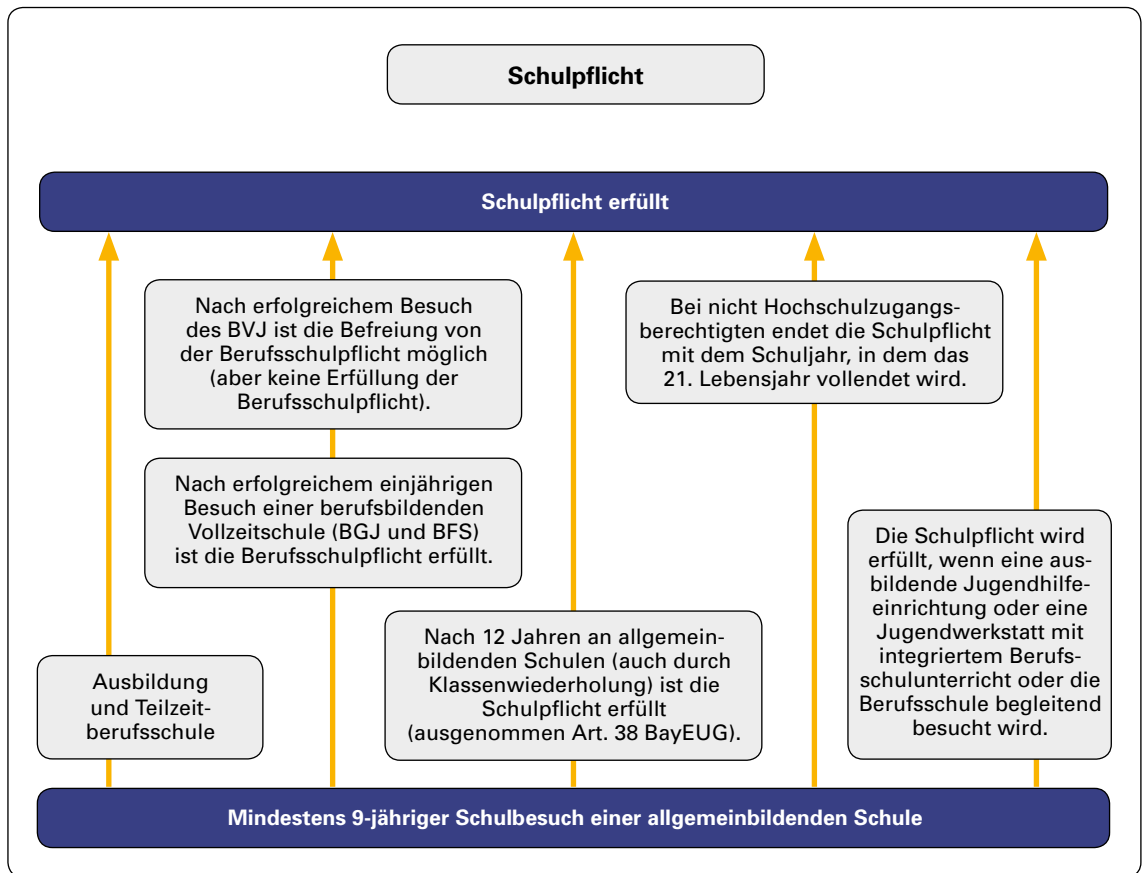 Schulpflicht
Schulpflicht erfüllt
Nach erfolgreichem Besuch
des BVJ ist die Befreiung von
der Berufsschulpflicht möglich
(aber keine Erfüllung der
Berufsschulpflicht).
Bei nicht Hochschulzugangs-
berechtigten endet die Schulpflicht
mit dem Schuljahr, in dem das
21. Lebensjahr vollendet wird.
Nach erfolgreichem einjährigen
Besuch einer berufsbildenden
Vollzeitschule (BGJ und BFS)
ist die Berufsschulpflicht erfüllt.
Die Schulpflicht wird
erfüllt, wenn eine aus-
bildende Jugendhilfe-
einrichtung oder eine
Jugendwerkstatt mit
integriertem Berufs-
schulunterricht oder die
Berufsschule begleitend
besucht wird.
Nach 12 Jahren an allgemein-
bildenden Schulen (auch durch
Klassenwiederholung) ist die
Schulpflicht erfüllt
(ausgenommen Art. 38 BayEUG).
Ausbildung
und Teilzeit-
berufsschule
Mindestens 9-jähriger Schulbesuch einer allgemeinbildenden Schule